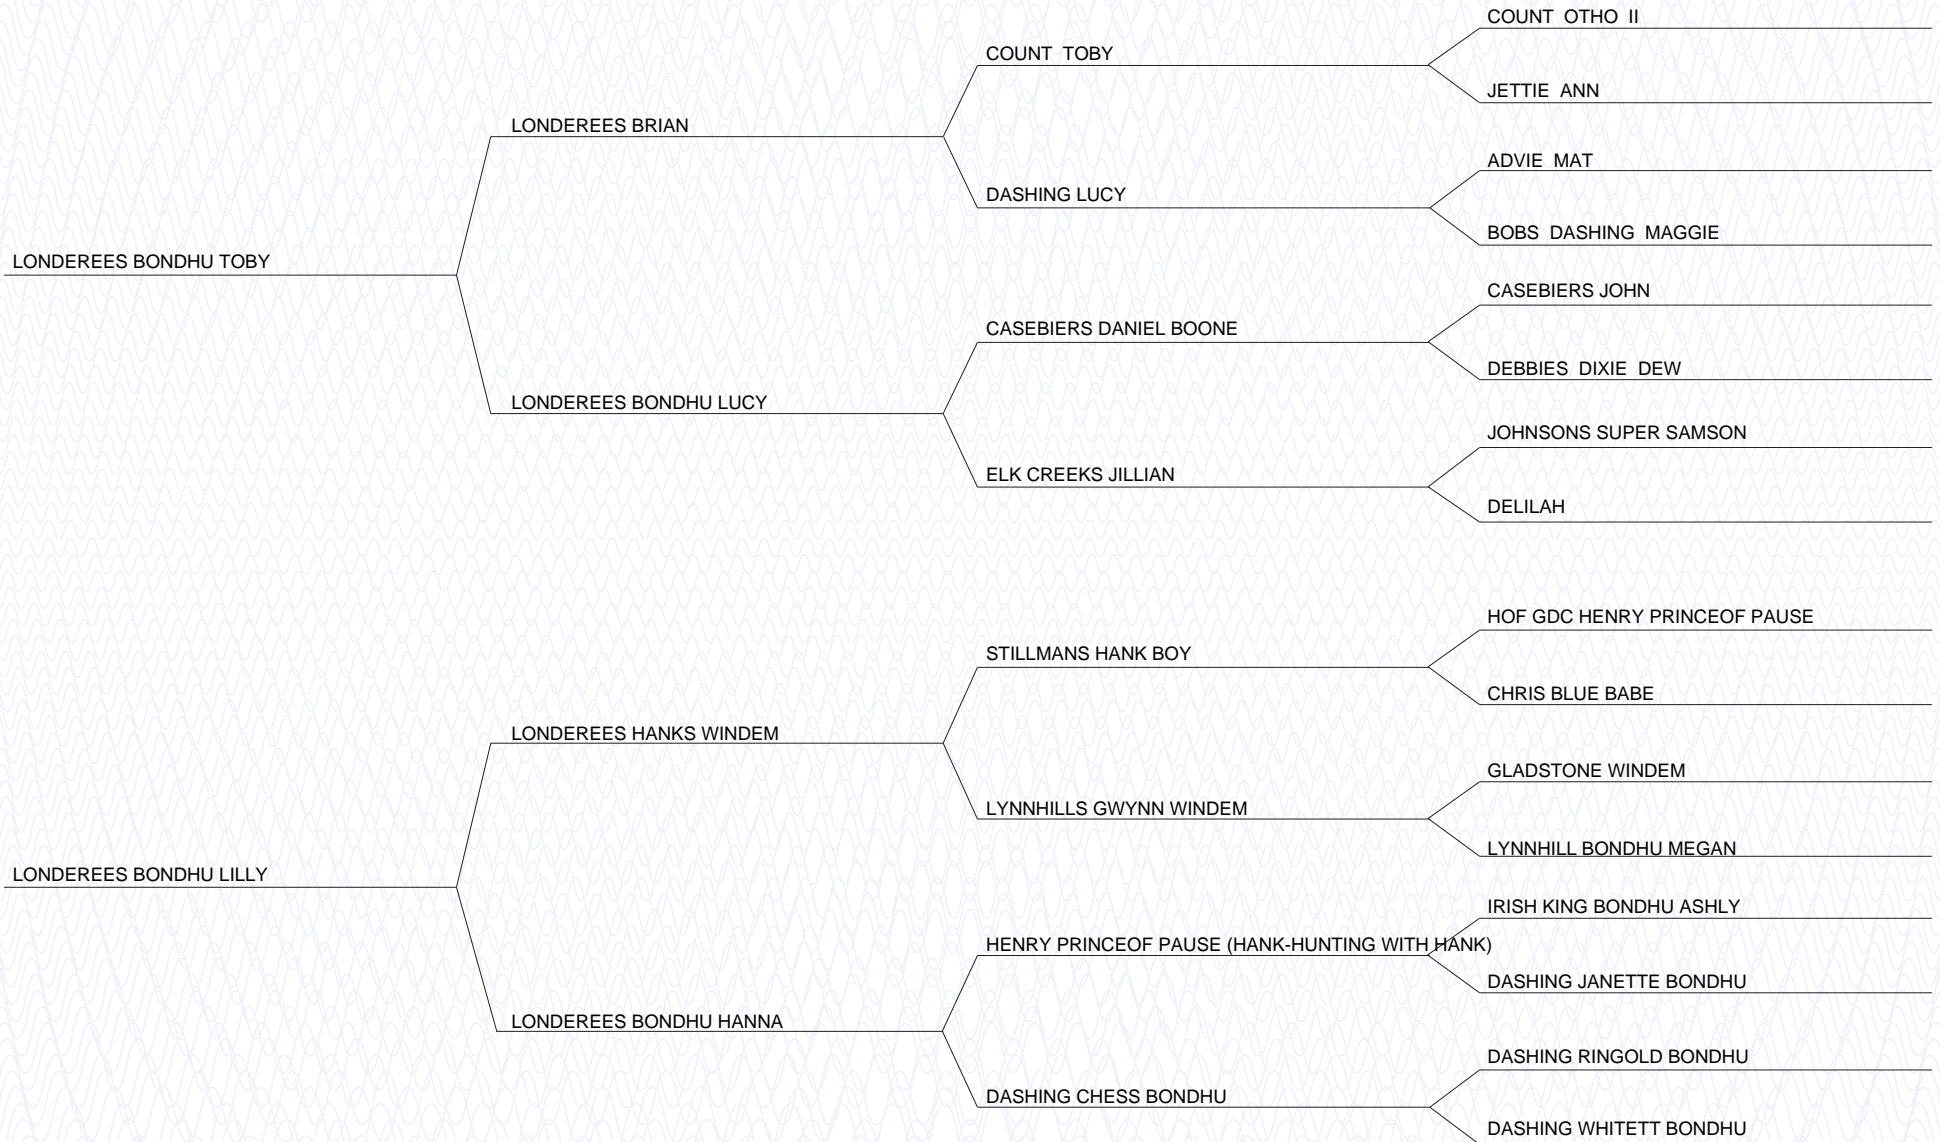 COUNT OTHO II
COUNT TOBY
JETTIE ANN
LONDEREES BRIAN
ADVIE MAT
DASHING LUCY
BOBS DASHING MAGGIE
LONDEREES BONDHU TOBY
CASEBIERS JOHN
CASEBIERS DANIEL BOONE
DEBBIES DIXIE DEW
LONDEREES BONDHU LUCY
JOHNSONS SUPER SAMSON
ELK CREEKS JILLIAN
DELILAH
HOF GDC HENRY PRINCEOF PAUSE
STILLMANS HANK BOY
CHRIS BLUE BABE
LONDEREES HANKS WINDEM
GLADSTONE WINDEM
LYNNHILLS GWYNN WINDEM
LYNNHILL BONDHU MEGAN
LONDEREES BONDHU LILLY
IRISH KING BONDHU ASHLY
HENRY PRINCEOF PAUSE (HANK-HUNTING WITH HANK)
DASHING JANETTE BONDHU
LONDEREES BONDHU HANNA
DASHING RINGOLD BONDHU
DASHING CHESS BONDHU
DASHING WHITETT BONDHU